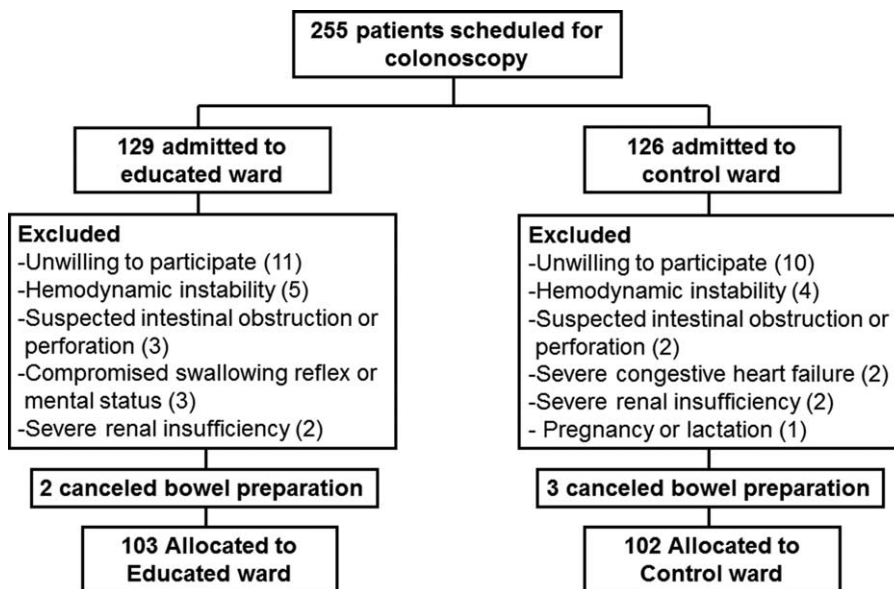 255 patients scheduled for
colonoscopy
129 admitted to
educated ward
126 admitted to
control ward
Excluded
-Unwilling to participate (11)
-Hemodynamic instability (5)
-Suspected intestinal obstruction or
perforation (3)
-Compromised swallowing reflex or
mental status (3)
-Severe renal insufficiency (2)
Excluded
-Unwilling to participate (10)
-Hemodynamic instability (4)
-Suspected intestinal obstruction or
perforation (2)
-Severe congestive heart failure (2)
-Severe renal insufficiency (2)
- Pregnancy or lactation (1)
2 canceled bowel preparation
3 canceled bowel preparation
103 Allocated to
Educated ward
102 Allocated to
Control ward